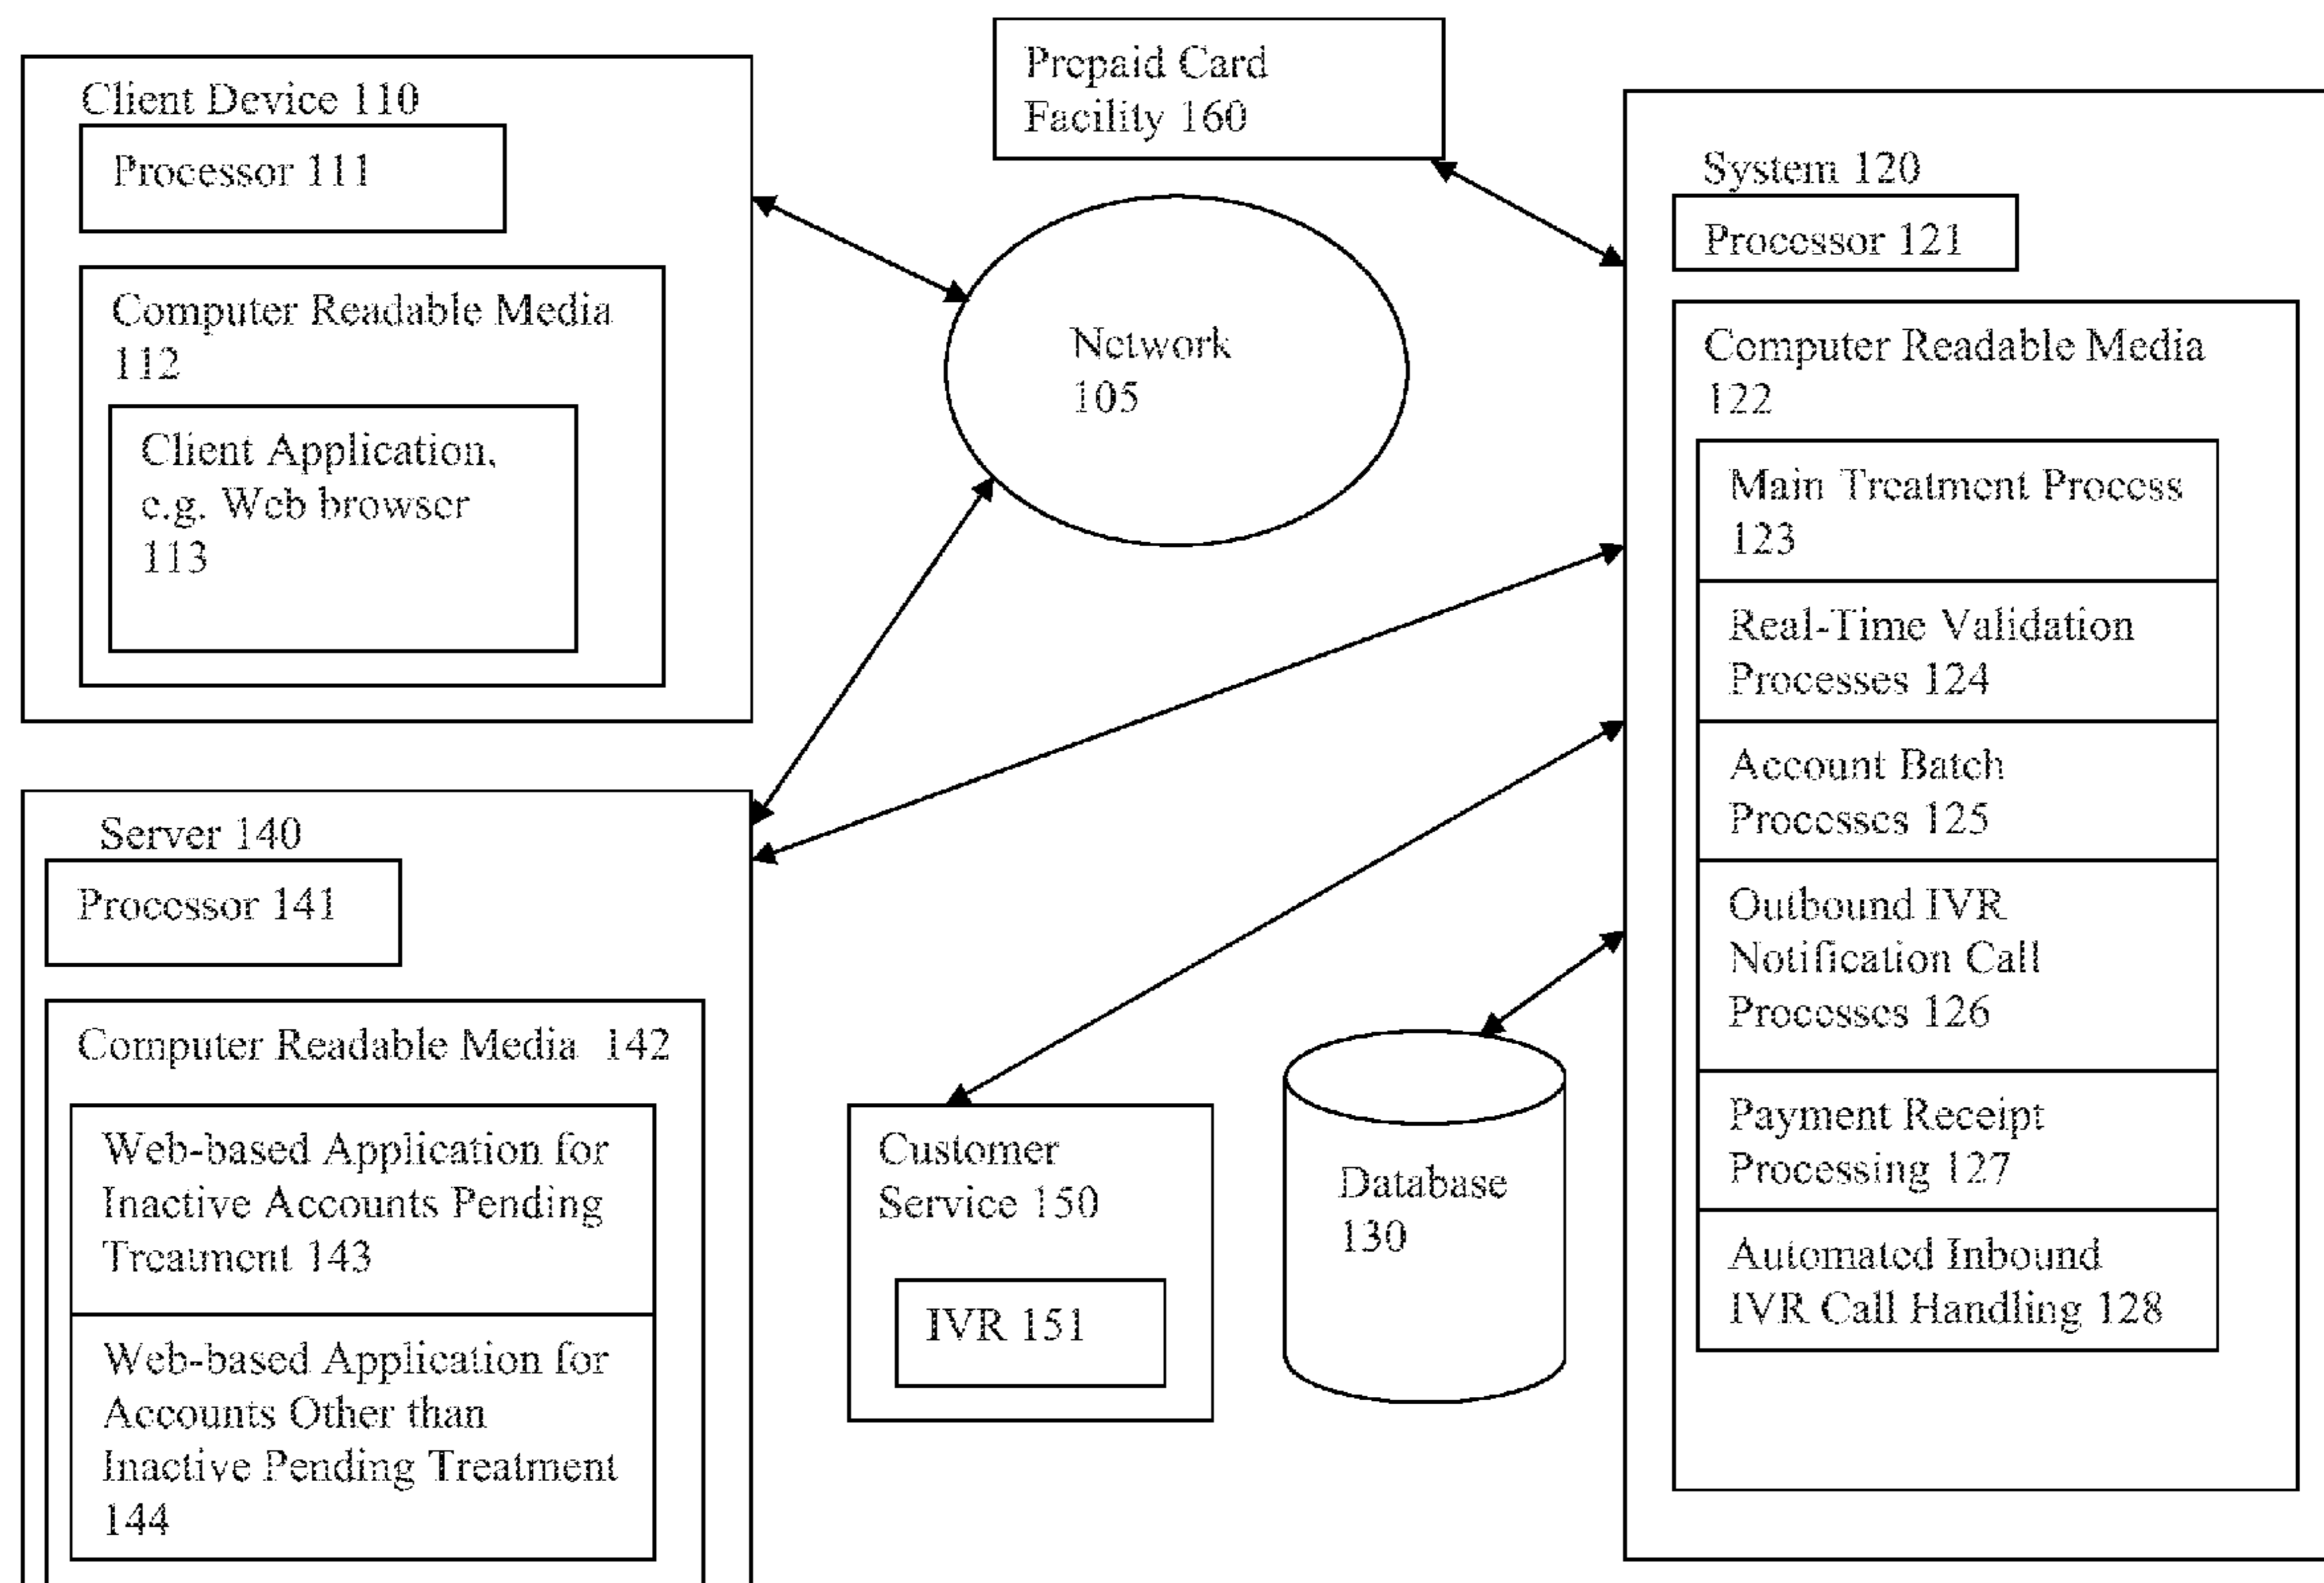 Client Device 110
Processor 111
Computer Readable Media
112
Client Application,
e.g. Web browser
113
Prepaid Card
Facility 160
Network
105
System 120
Processor 121
Computer Readable Media
122
Main Treatment Process
123
Real-Time Validation
Processes 124
Account Batch
Processes 125
Outbound IVR
Notification Call
Processes 126
Payment Receipt
Processing 127
Automated Inbound
IVR Call Handling 128
Server 140
Processor 141
Computer Readable Media 142
Web-based Application for
Inactive Accounts Pending
Treatment 143
Web-based Application for
Accounts Other than
Inactive Pending Treatment
144
Customer
Service 150
IVR 151
Database
130